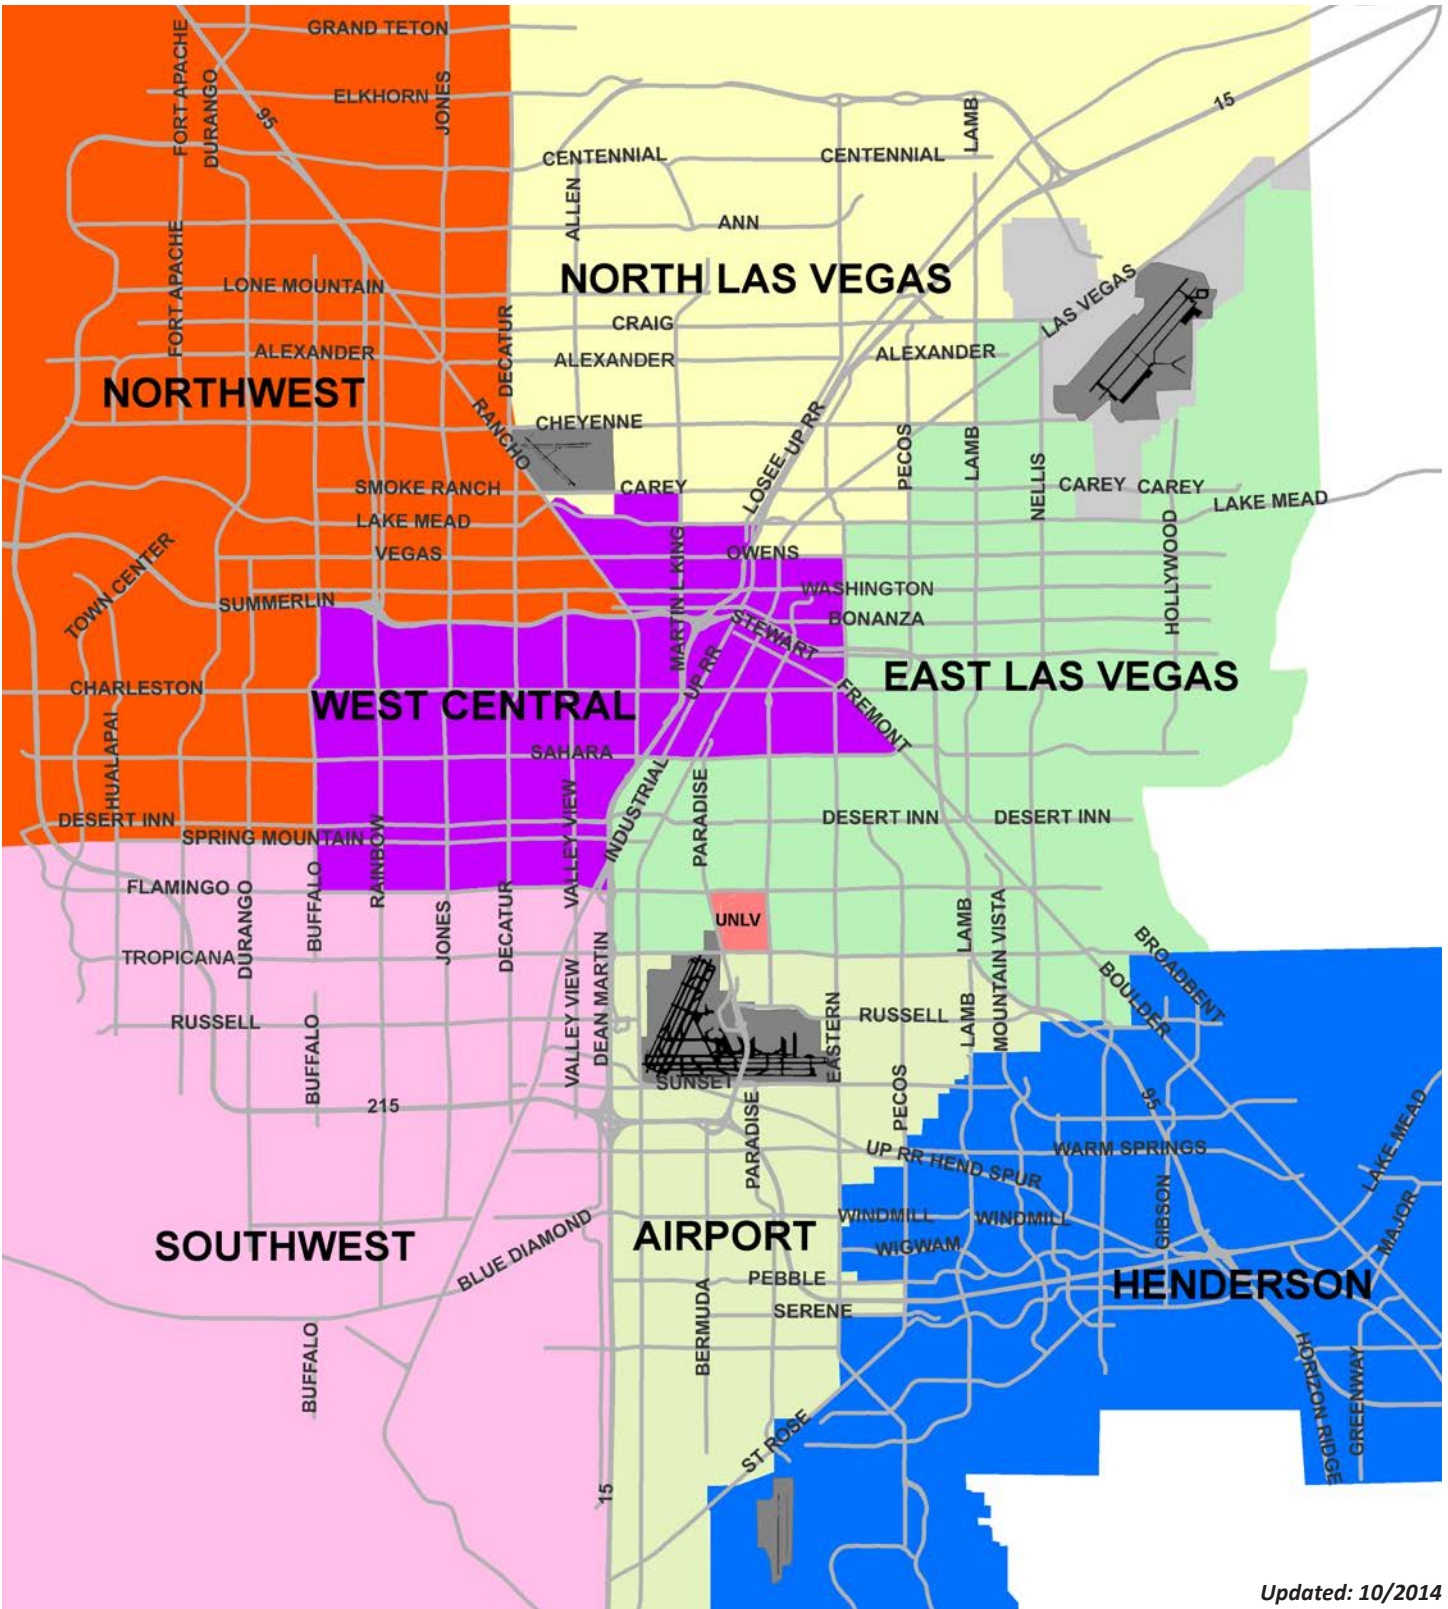 GRAND TETON
FORT APACHE
DURANGO
ELKHORN
JONES
95
15
LAMB
CENTENNIAL
CENTENNIAL
ALLEN
ANN
FORT APACHE
LONE MOUNTAIN
NORTH LAS VEGAS
LAS VEGAS
CRAIG
DECATUR
ALEXANDER
ALEXANDER
ALEXANDER
NORTHWEST
RANCHO
CHEYENNE
LOSEE
UP RR
PECOS
LAMB
NELLIS
SMOKE RANCH
CAREY
CAREY
CAREY
LAKE MEAD
LAKE MEAD
VEGAS
OWENS
MARTIN L KING
HOLLYWOOD
TOWN CENTER
SUMMERLIN
WASHINGTON
BONANZA
STEWART
UP RR
CHARLESTON
WEST CENTRAL
EAST LAS VEGAS
FREMONT
HUALAPAI
SAHARA
INDUSTRIAL
PARADISE
VALLEY VIEW
DESERT INN
DESERT INN
DESERT INN
SPRING MOUNTAIN
RAINBOW
FLAMINGO
DURANGO
BUFFALO
JONES
DECATUR
UNLV
LAMB
MOUNTAIN VISTA
TROPICANA
VALLEY VIEW
DEAN MARTIN
BROADBENT
BOULDER
RUSSELL
BUFFALO
RUSSELL
EASTERN
LAMB
SUNSET
PECOS
215
95
PARADISE
UP RR HEND SPUR
WARM SPRINGS
LAKE MEAD
GIBSON
MAJOR
WINDMILL
WINDMILL
SOUTHWEST
BLUE DIAMOND
AIRPORT
WIGWAM
PEBBLE
HENDERSON
SERENE
BERMUDA
BUFFALO
HORIZON RIDGE
GREENWAY
ST ROSE
15
Updated: 10/2014